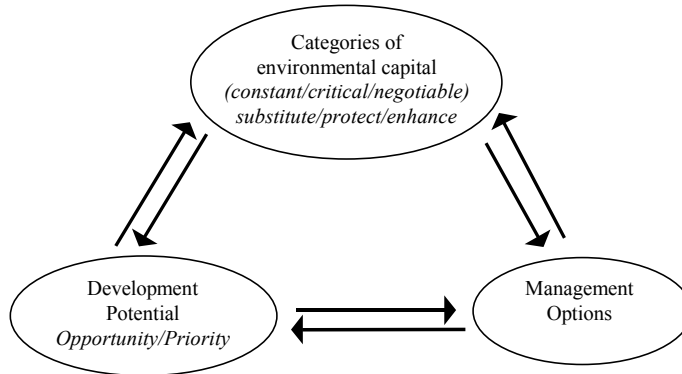 Categories of
environmental capital
(constant/critical/negotiable)
substitute/protect/enhance
Development
Potential
Opportunity/Priority
Management
Options